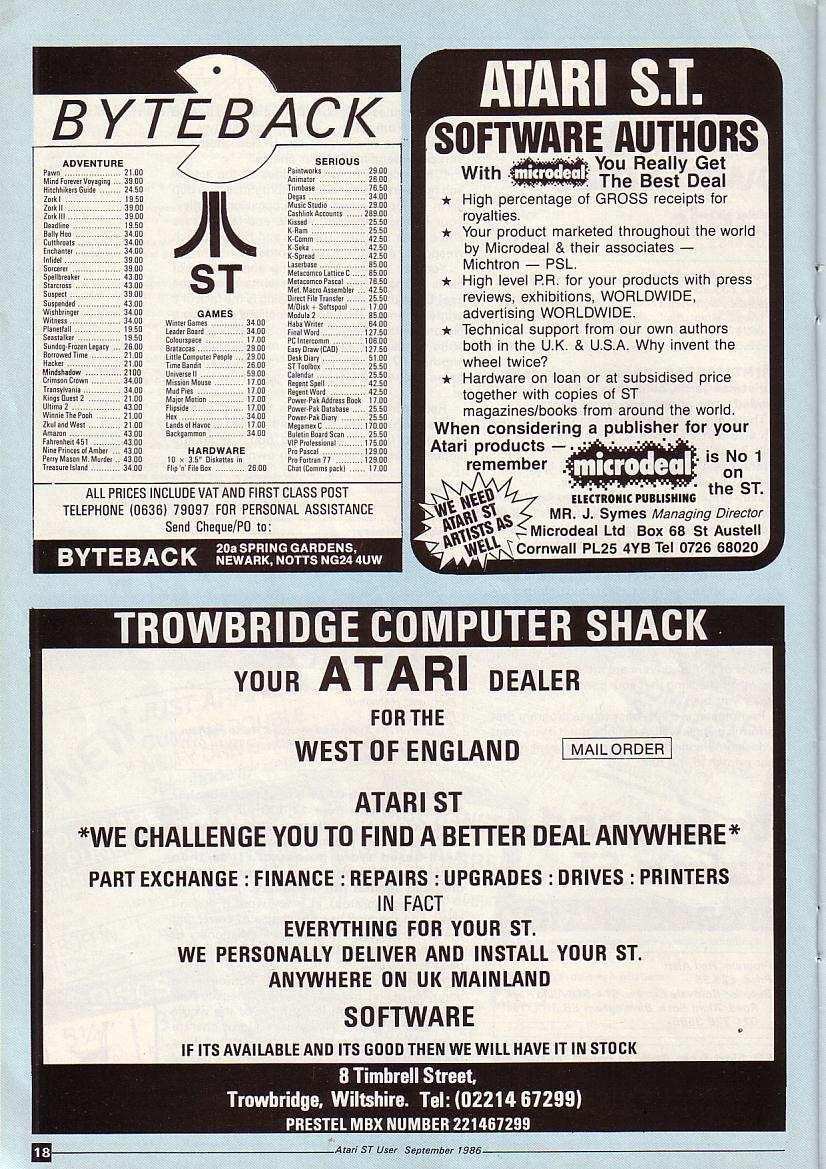 BYTEBACK
ADVENTURE
Pawn 21.00
Mind Forever Voyaging ... 39.00
Hitchhikers Guide 24.50
Zork I 19.50
Zork II 39.00
Zork III 39.00
Deadline 19.50
Bally Hoo 34.00
Cutthroats 34.00
Enchanter 34.00
Infidel 39.00
Sorcerer 39.00
Spellbreaker 43.00
Starcross 43.00
Suspect 39.00
Suspended 43.00
Wishbringer 34.00
Witness 34.00
Planetfall 19.50
Seastalker 19.50
Sundog-Frozen Legacy ... 26.00
Borrowed Time 21.00
Hacker 21.00
Mindshadow 2100
Crimson Crown 34.00
Transylvania 34.00
Kings Quest 2 21.00
Ultima 2 43.00
Winnie The Pooh 21.00
Zkul and West 21.00
Amazon 43.00
Fahrenheit 451 43.00
Nine Princes of Amber ... 43.00
Perry Mason M. Murder .. 43.00
Treasure Island 34.00
ST
GAMES
Winter Games 34.00
Leader Board 34.00
Colourspace 17.00
Brataccas 29.00
Little Computer People ... 29.00
Time Bandit 26.00
Universe II 59.00
Mission Mouse 17.00
Mud Pies 17.00
Major Motion 17.00
Flipside 17.00
Hex 34.00
Lands of Havoc 17.00
Backgammon 34.00
HARDWARE
10 × 3.5" Diskettes in
Flip 'n' File Box 26.00
SERIOUS
Paintworks 29.00
Animator 26.00
Trimbase 76.50
Degas 34.00
Music Studio 29.00
Cashlink Accounts 289.00
Kissed 25.50
K-Ram 25.50
K-Comm 42.50
K-Seka 42.50
K-Spread 42.50
Laserbase 85.00
Metacomco Lattice C 85.00
Metacomco Pascal 76.50
Met. Macro Assembler .. 42.50
Direct File Transfer 25.50
M/Disk + Softspool 17.00
Modula 2 85.00
Haba Writer 64.00
Final Word 127.50
PC Intercomm 106.00
Easy Draw (CAD) 127.50
Desk Diary 51.00
ST Toolbox 25.50
Calendar 25.50
Regent Spell 42.50
Regent Word 42.50
Power-Pak Address Book 17.00
Power-Pak Database 25.50
Power-Pak Diary 25.50
Megamex C 170.00
Buletin Board Scan 25.50
VIP Professional 175.00
Pro Pascal 129.00
Pro Fortran 77 129.00
Chat (Comms pack) 17.00
ALL PRICES INCLUDE VAT AND FIRST CLASS POST
TELEPHONE (0636) 79097 FOR PERSONAL ASSISTANCE
Send Cheque/PO to:
BYTEBACK 20a SPRING GARDENS,
NEWARK, NOTTS NG24 4UW
ATARI S.T.
SOFTWARE AUTHORS
With microdeal You Really Get
The Best Deal
★ High percentage of GROSS receipts for
royalties.
★ Your product marketed throughout the world
by Microdeal & their associates —
Michtron — PSL.
★ High level P.R. for your products with press
reviews, exhibitions, WORLDWIDE,
advertising WORLDWIDE.
★ Technical support from our own authors
both in the U.K. & U.S.A. Why invent the
wheel twice?
★ Hardware on loan or at subsidised price
together with copies of ST
magazines/books from around the world.
When considering a publisher for your
Atari products —
remember microdeal is No 1
on
the ST.
ELECTRONIC PUBLISHING
WE NEED
ATARI ST
ARTISTS AS
WELL
MR. J. Symes Managing Director
Microdeal Ltd Box 68 St Austell
Cornwall PL25 4YB Tel 0726 68020
TROWBRIDGE COMPUTER SHACK
YOUR ATARI DEALER
FOR THE
WEST OF ENGLAND MAIL ORDER
ATARI ST
*WE CHALLENGE YOU TO FIND A BETTER DEAL ANYWHERE*
PART EXCHANGE : FINANCE : REPAIRS : UPGRADES : DRIVES : PRINTERS
IN FACT
EVERYTHING FOR YOUR ST.
WE PERSONALLY DELIVER AND INSTALL YOUR ST.
ANYWHERE ON UK MAINLAND
SOFTWARE
IF ITS AVAILABLE AND ITS GOOD THEN WE WILL HAVE IT IN STOCK
8 Timbrell Street,
Trowbridge, Wiltshire. Tel: (02214 67299)
PRESTEL MBX NUMBER 221467299
18 Atari ST User September 1986